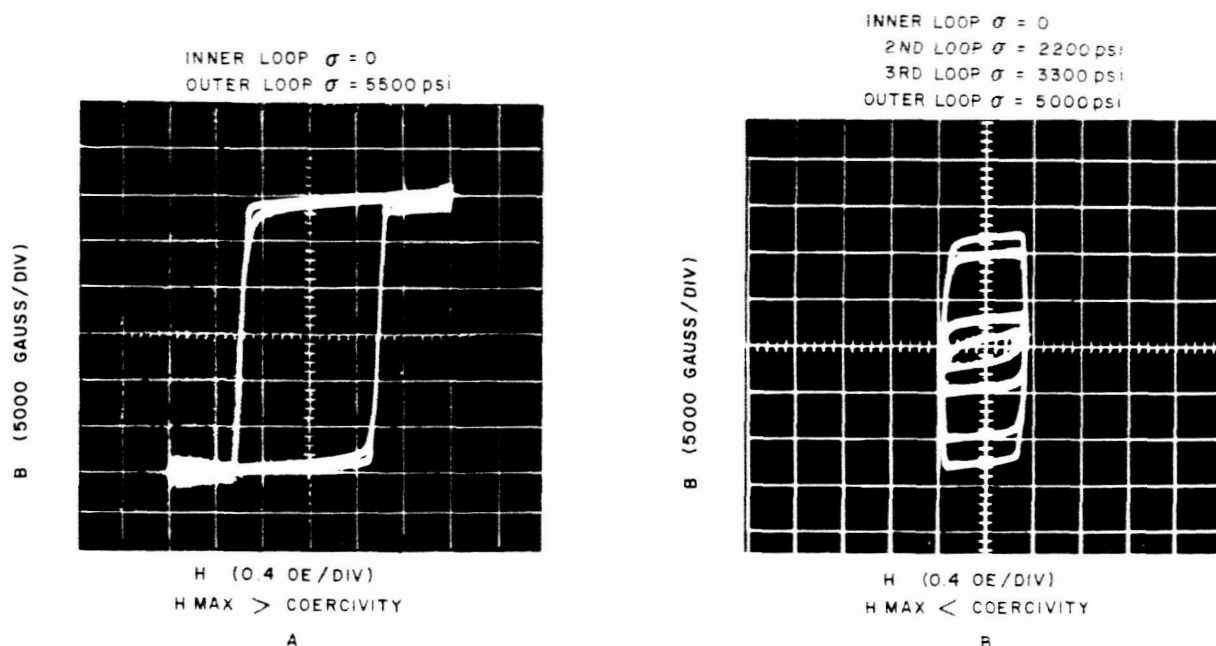 INNER LOOP σ = 0
OUTER LOOP σ = 5500 psi
B (5000 GAUSS/DIV)
H (0.4 OE/DIV)
H MAX > COERCIVITY
A
INNER LOOP σ = 0
2ND LOOP σ = 2200 psi
3RD LOOP σ = 3300 psi
OUTER LOOP σ = 5000 psi
B (5000 GAUSS/DIV)
H (0.4 OE/DIV)
H MAX < COERCIVITY
B